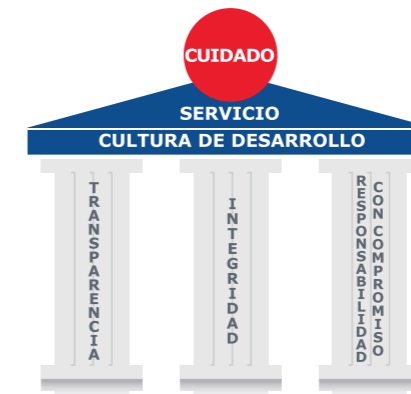 CUIDADO
SERVICIO
CULTURA DE DESARROLLO
TRANSPARENCIA
INTEGRIDAD
RESPONSABILIDAD
CON COMPROMISO